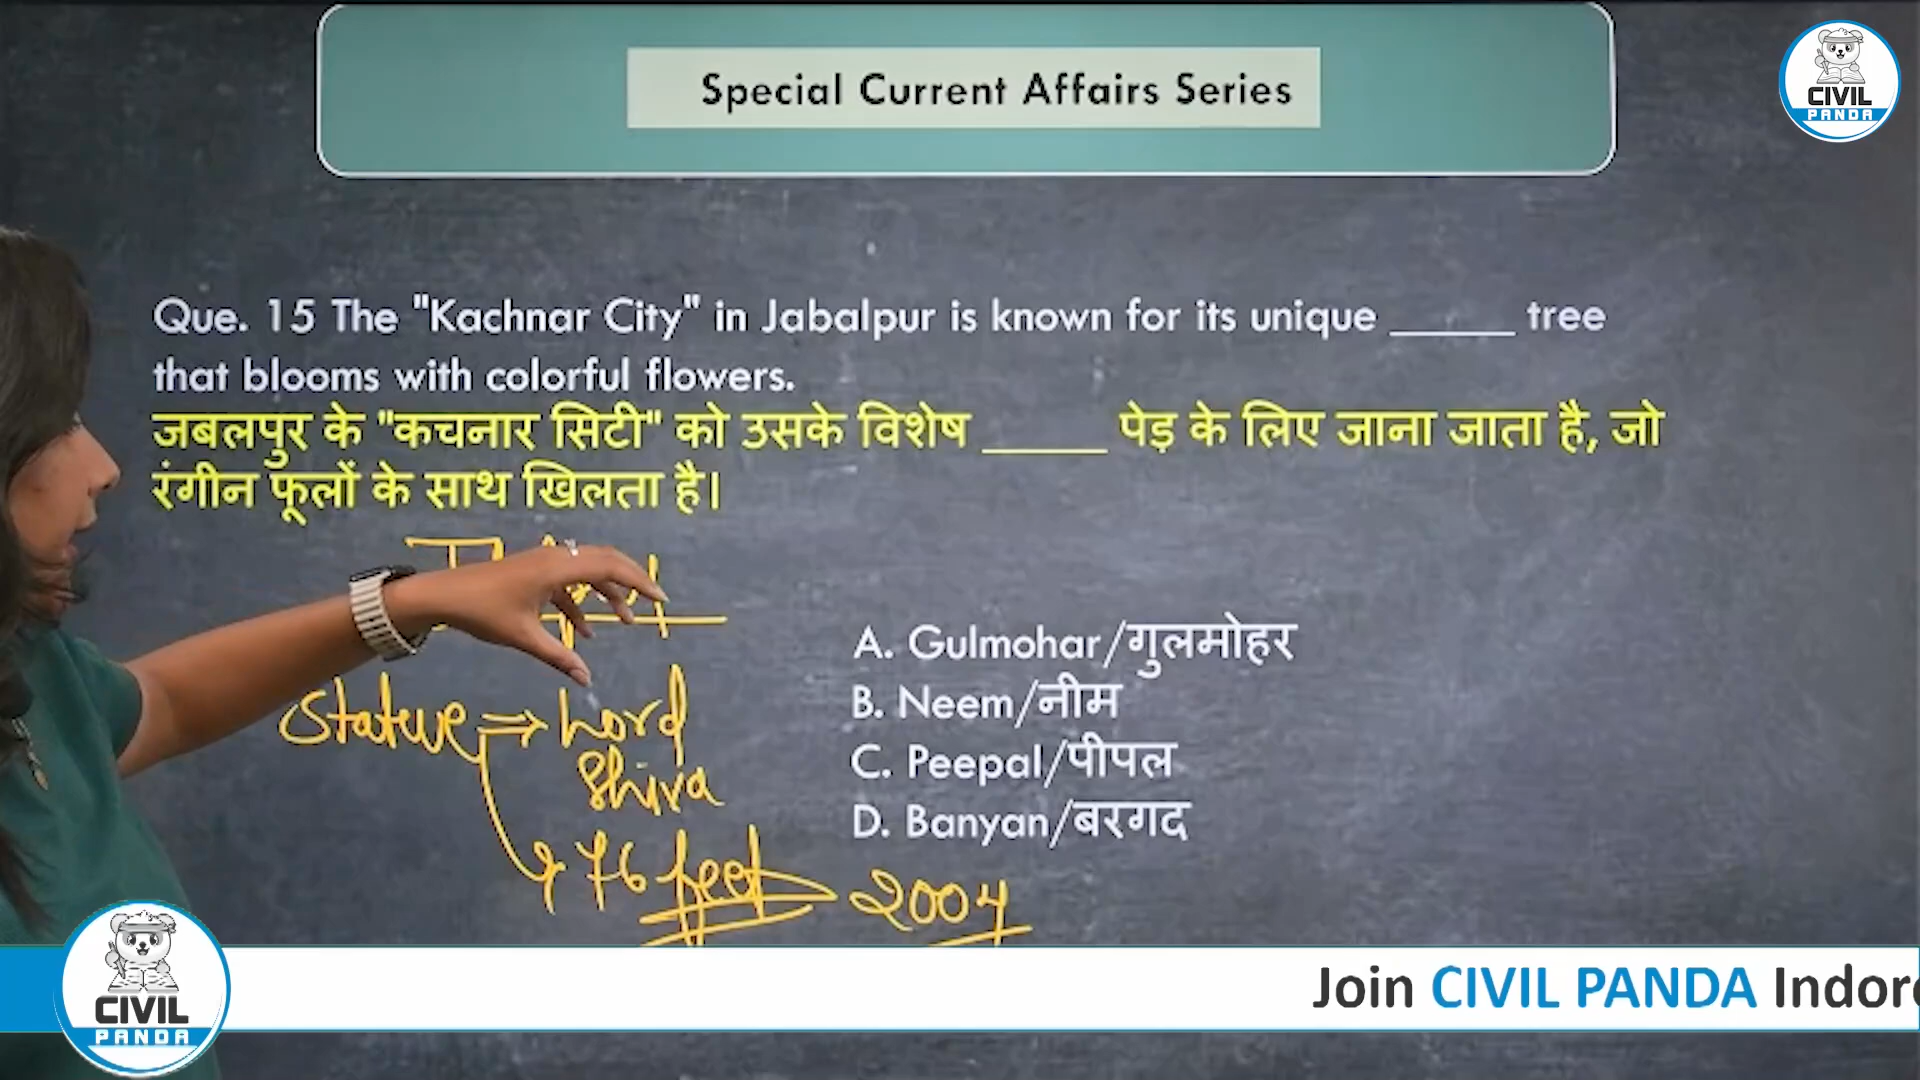 Special Current Affairs Series
CIVIL
PANDA
Que. 15 The "Kachnar City" in Jabalpur is known for its unique _____ tree
that blooms with colorful flowers.
जबलपुर के "कचनार सिटी" को उसके विशेष _____ पेड़ के लिए जाना जाता है, जो
रंगीन फूलों के साथ खिलता है।
Statue ⇒ Lord
Shiva
76 feet 2004
A. Gulmohar/गुलमोहर
B. Neem/नीम
C. Peepal/पीपल
D. Banyan/बरगद
CIVIL
PANDA
Join CIVIL PANDA Indore